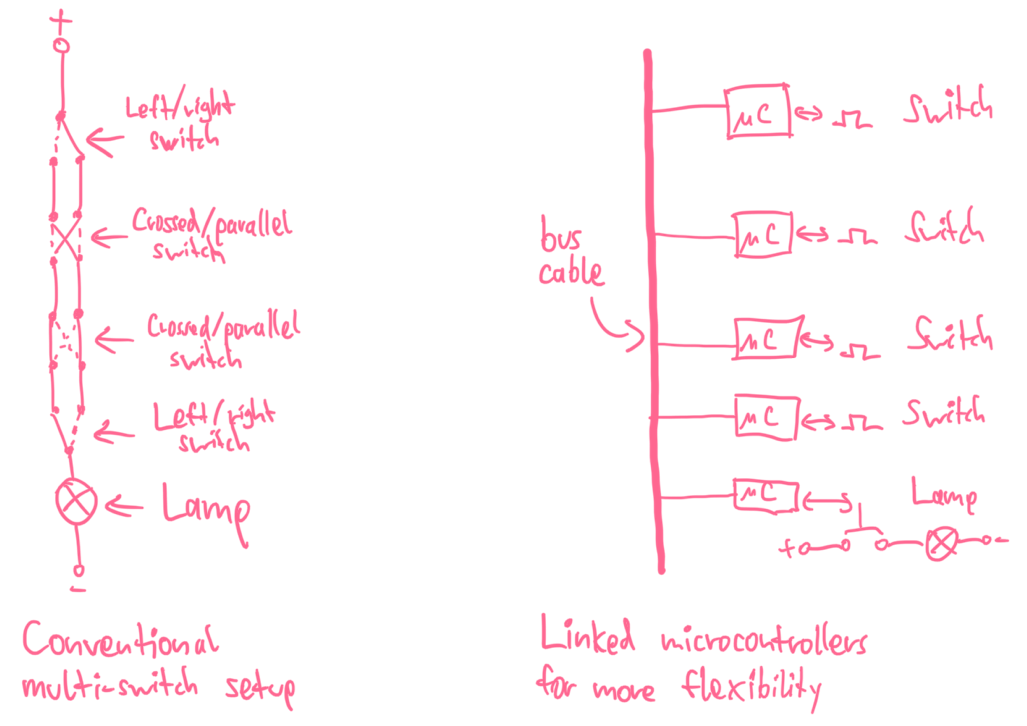 +
Left/right
switch
Crossed/parallel
switch
Crossed/parallel
switch
Left/right
switch
Lamp
-
Conventional
multi-switch setup
μC Switch
μC Switch
bus
cable
μC Switch
μC Switch
μC Lamp
+ -
Linked microcontrollers
for more flexibility